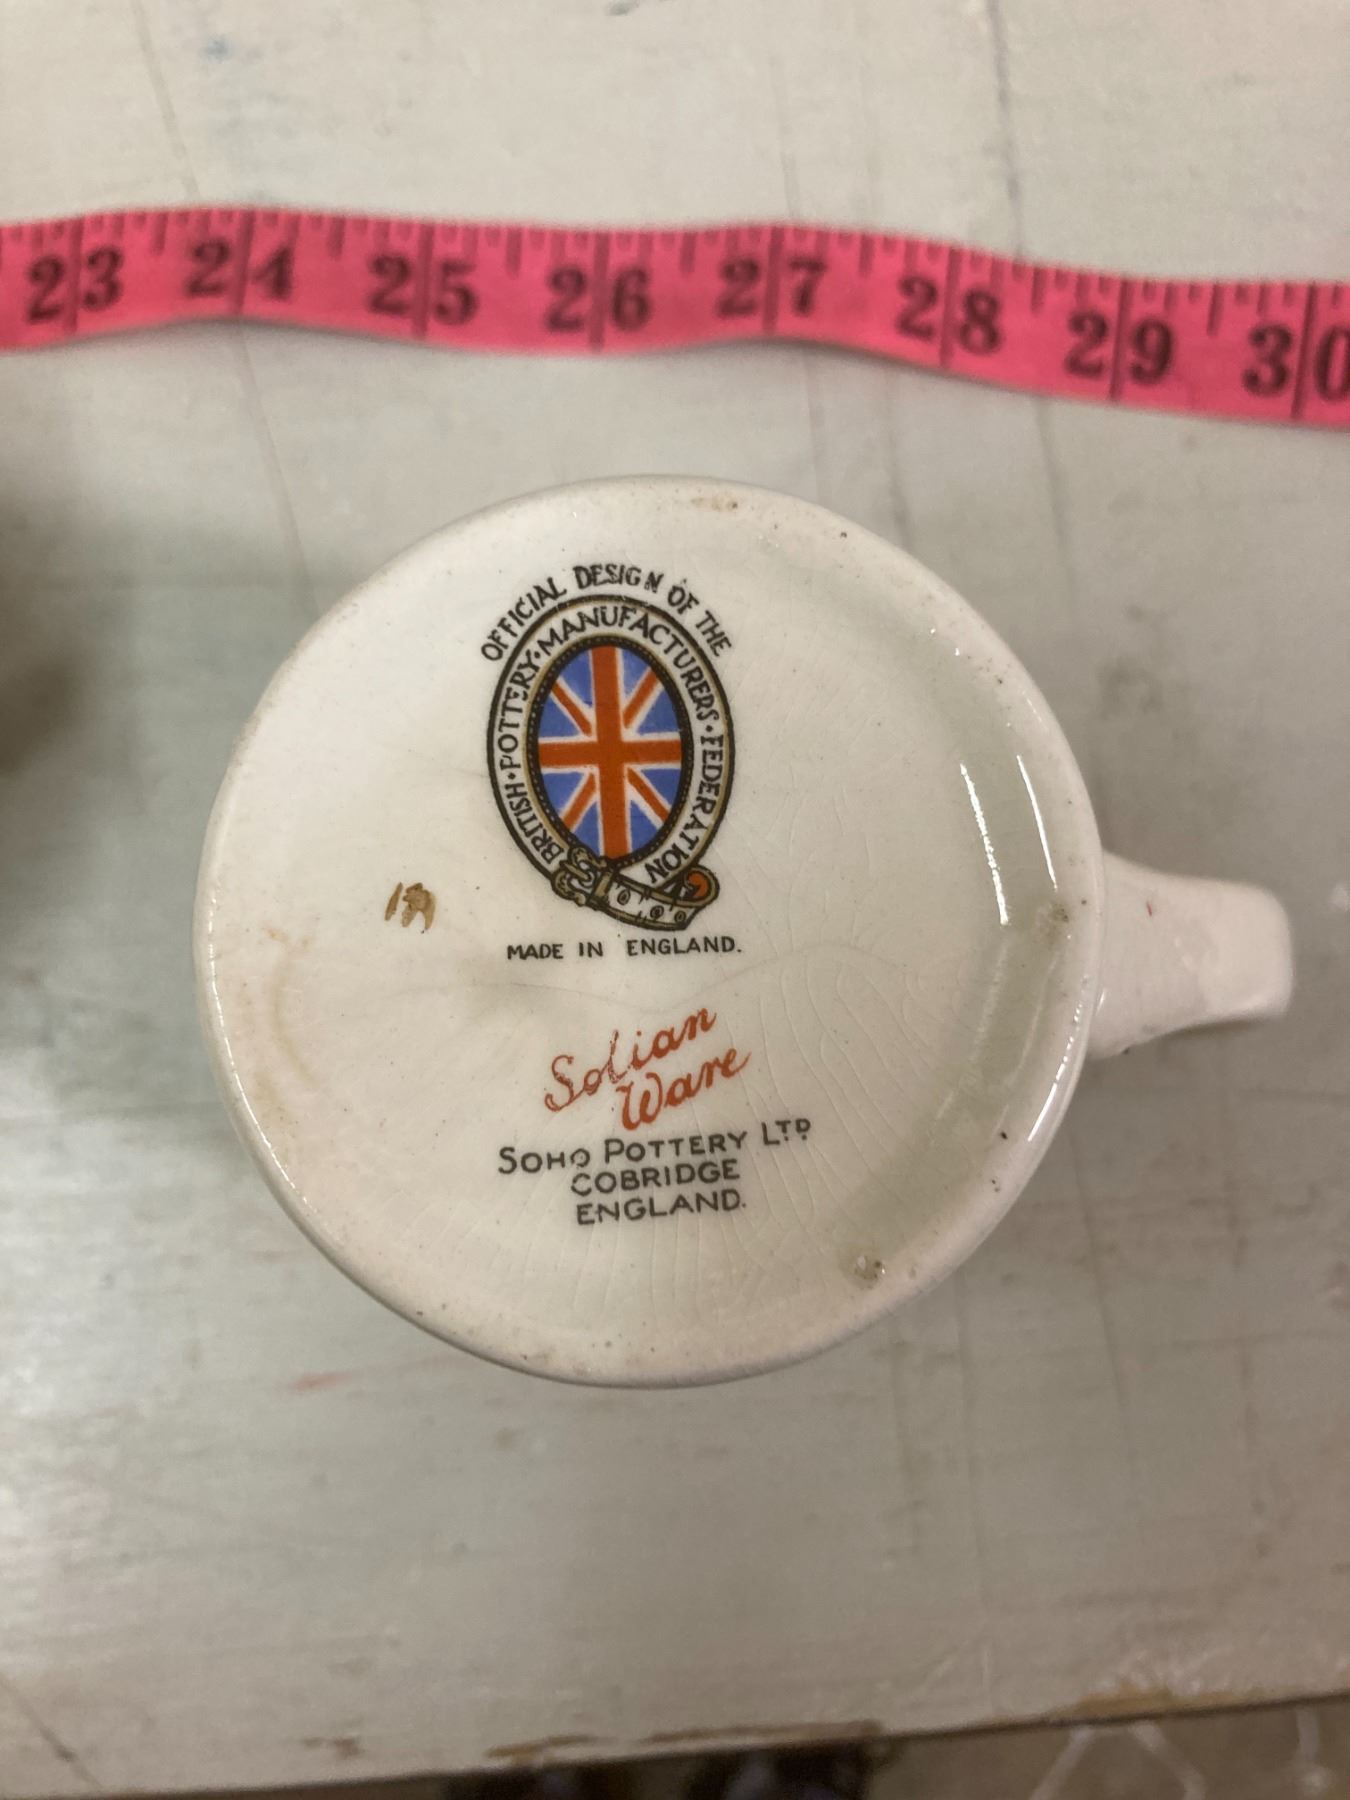 23 24 25 26 27 28 29 30
OFFICIAL DESIGN OF THE
BRITISH · POTTERY · MANUFACTURERS · FEDERATION
MADE IN ENGLAND.
Solian
Ware
SOHO POTTERY LTD
COBRIDGE
ENGLAND.